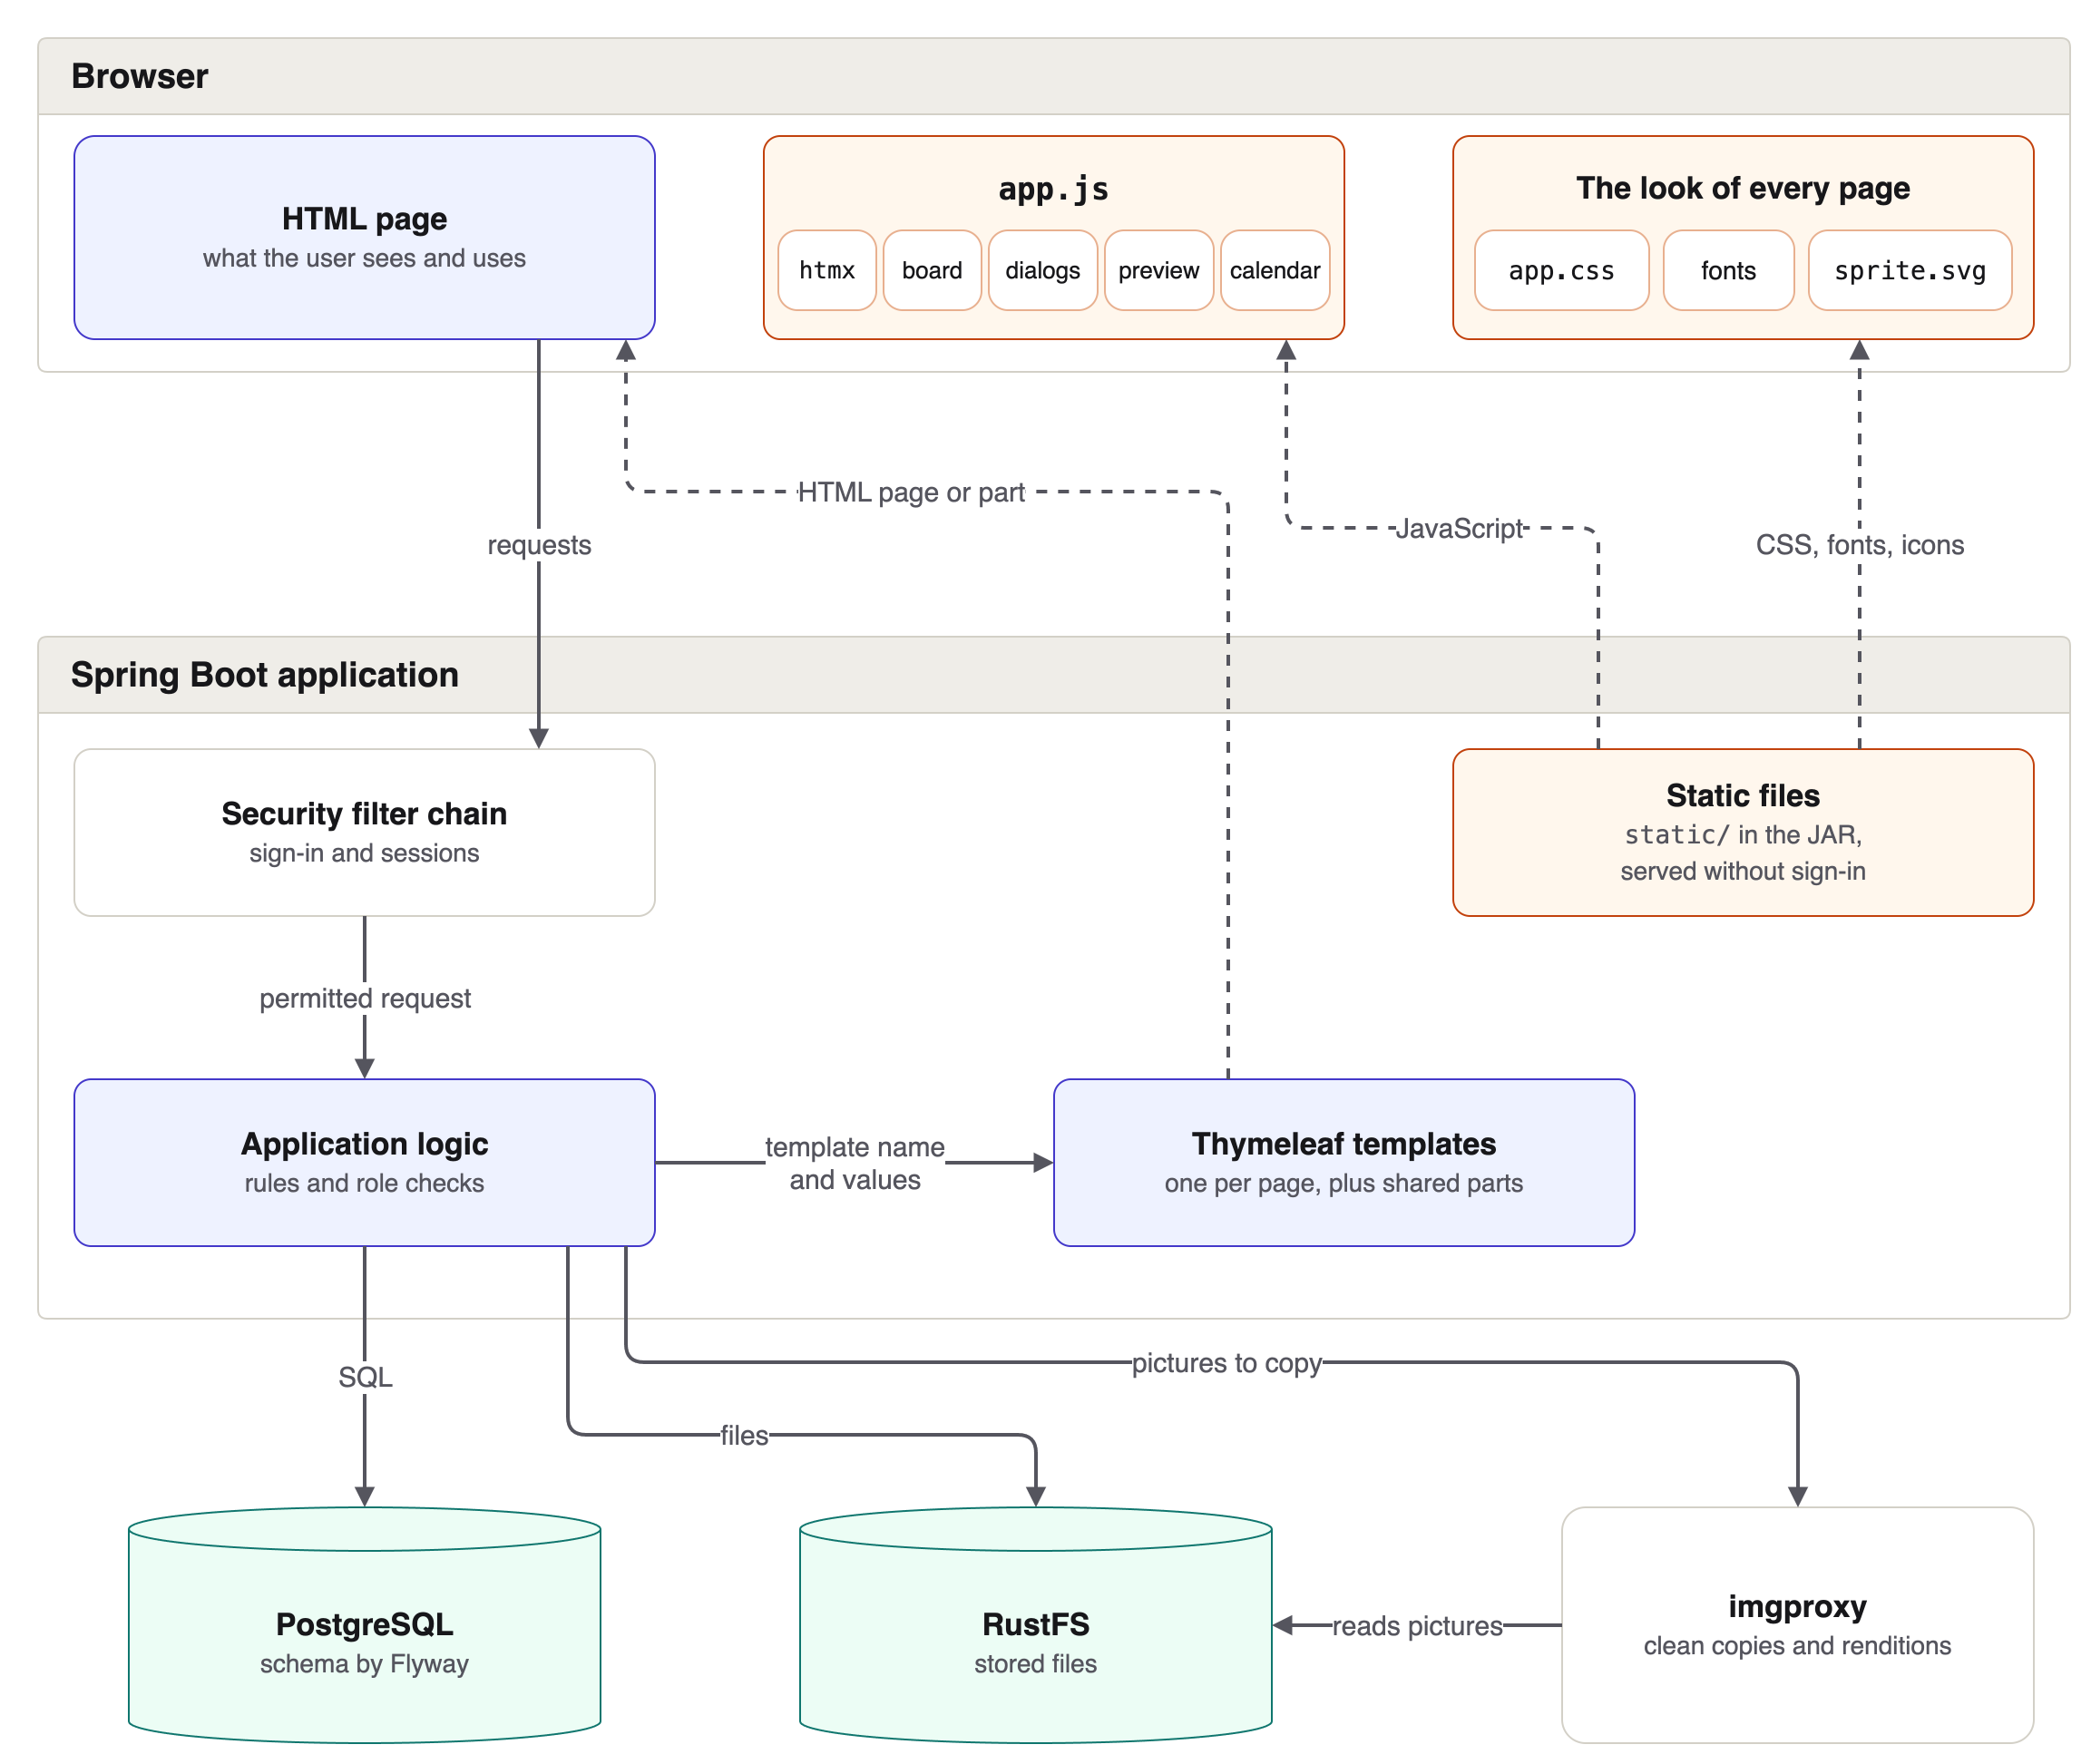 Browser
HTML page
what the user sees and uses
app.js
htmx
board
dialogs
preview
calendar
The look of every page
app.css
fonts
sprite.svg
HTML page or part
JavaScript
requests
CSS, fonts, icons
Spring Boot application
Security filter chain
sign-in and sessions
Static files
static/ in the JAR,
served without sign-in
permitted request
Application logic
rules and role checks
template name
and values
Thymeleaf templates
one per page, plus shared parts
pictures to copy
SQL
files
PostgreSQL
schema by Flyway
RustFS
stored files
reads pictures
imgproxy
clean copies and renditions